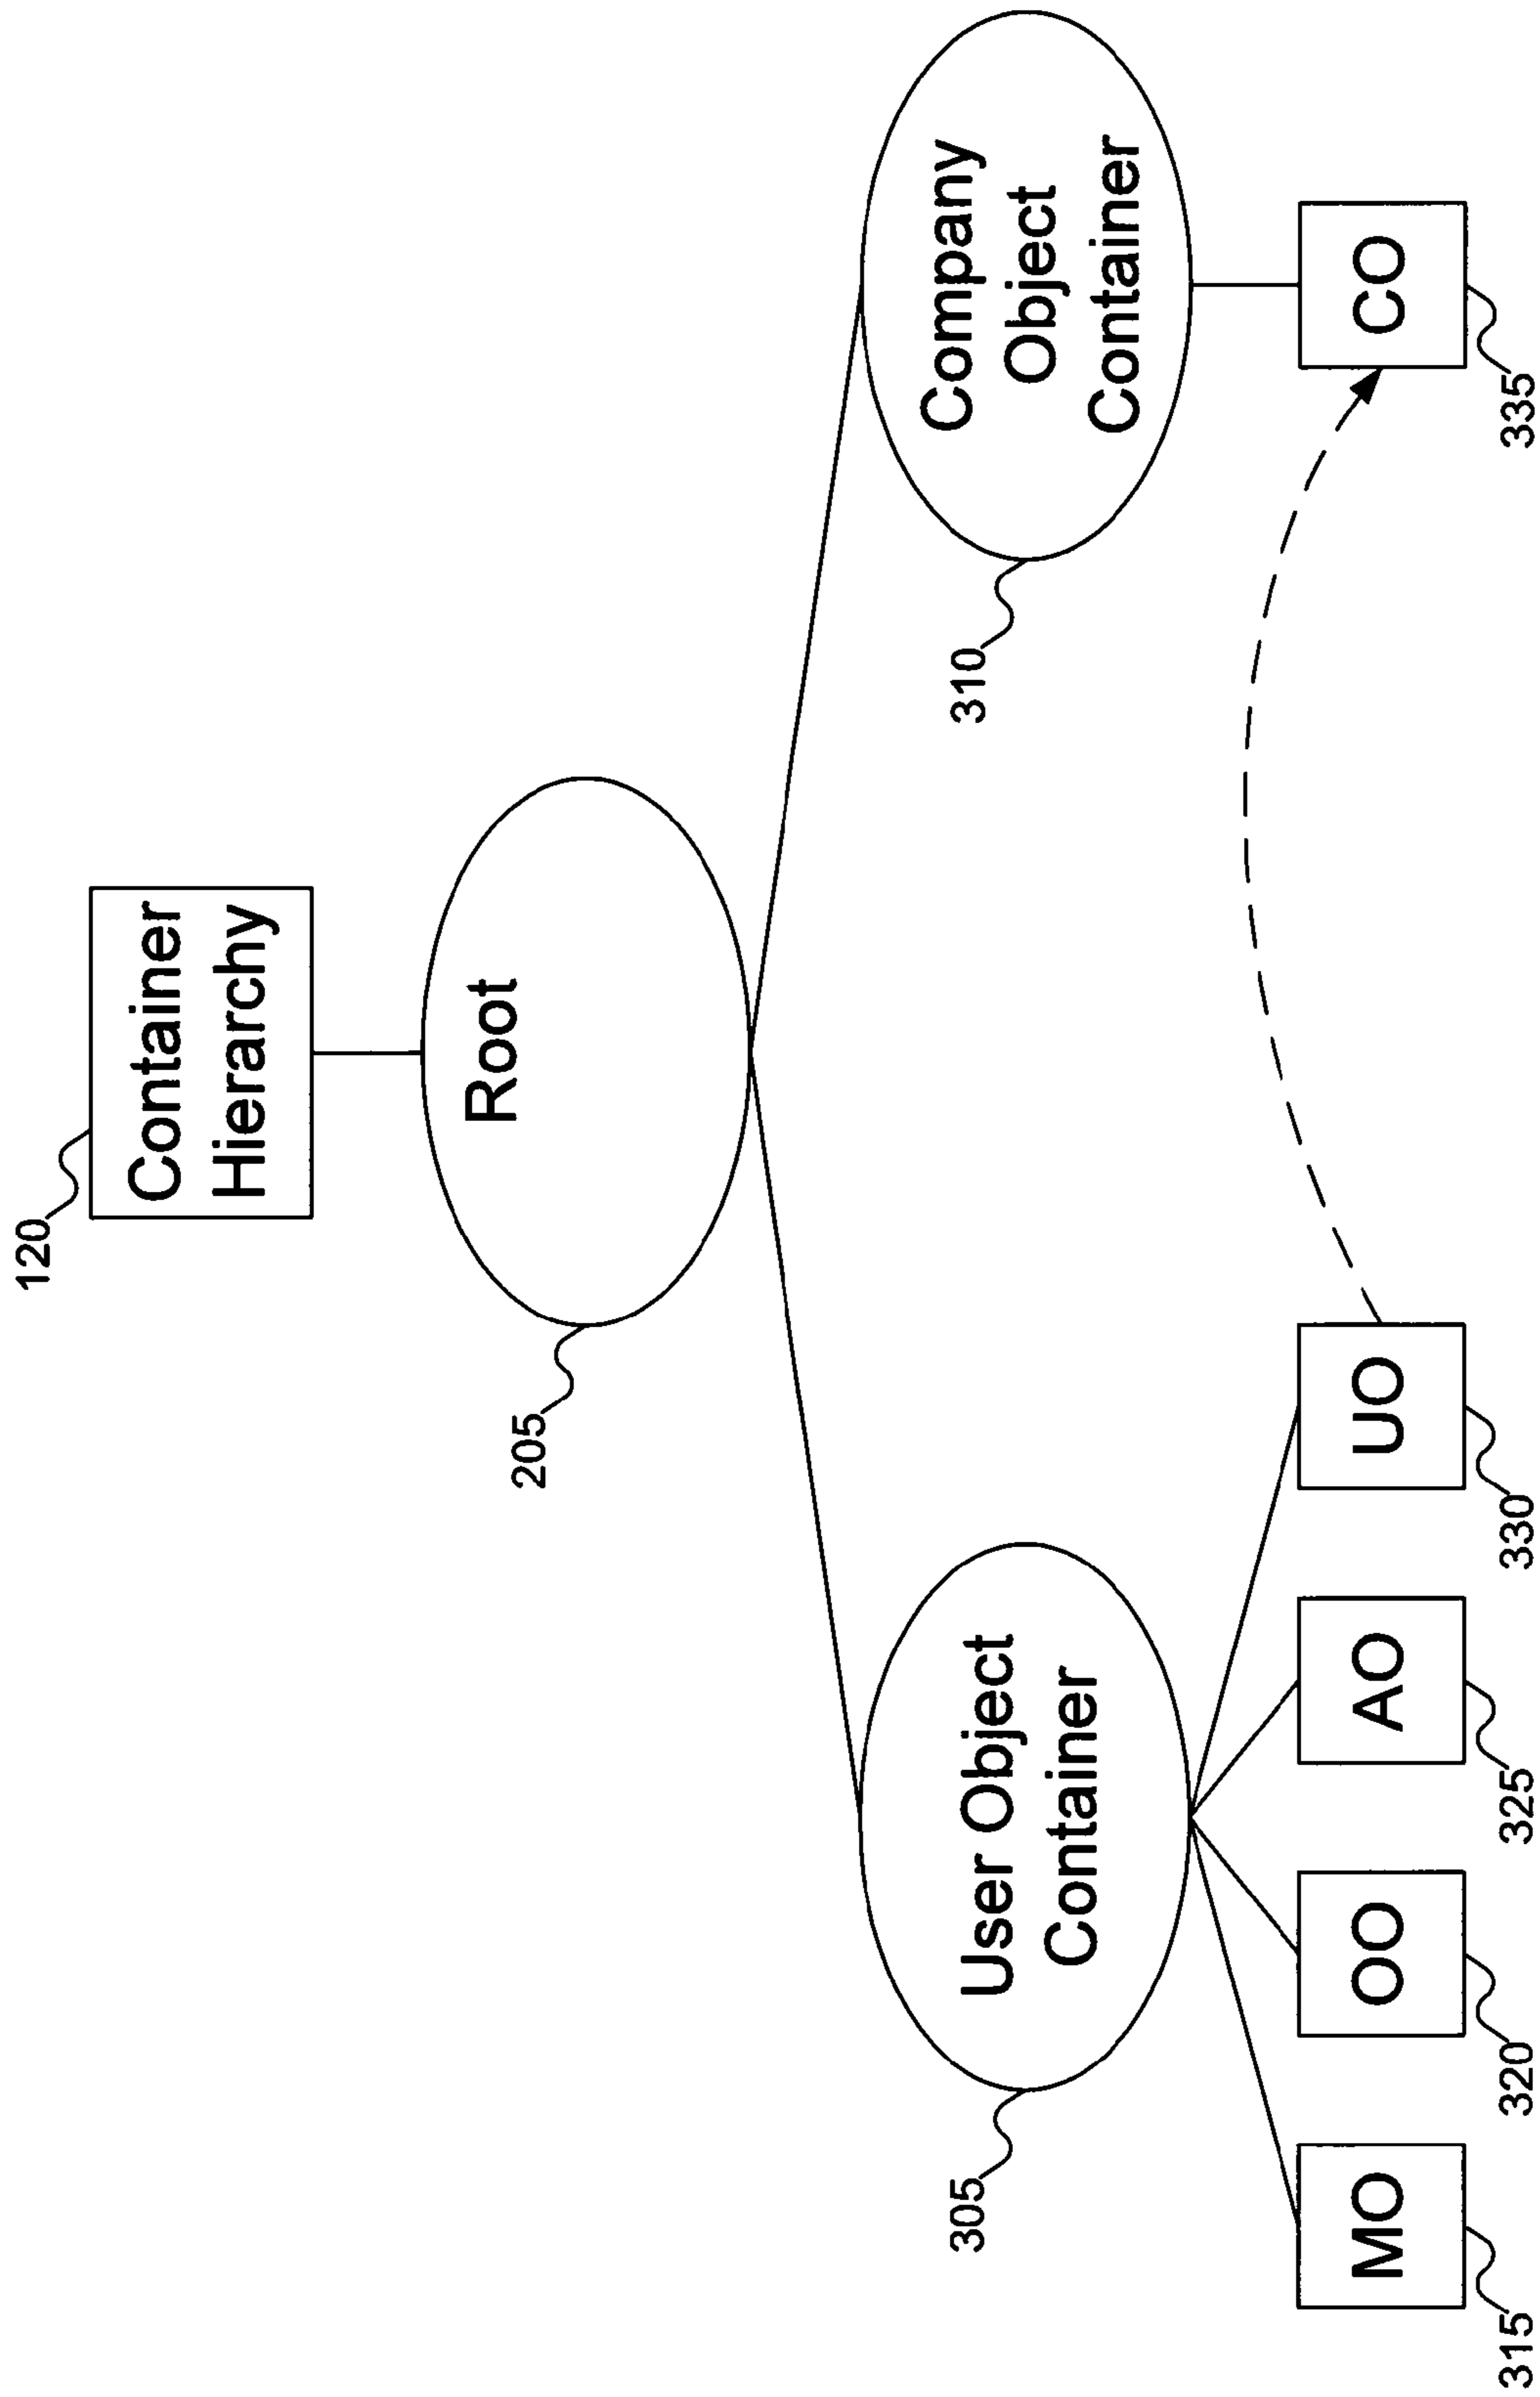 120
Container
Hierarchy
Root
205
User Object
Container
305
Company
Object
Container
310
MO
OO
AO
UO
CO
315
320
325
330
335